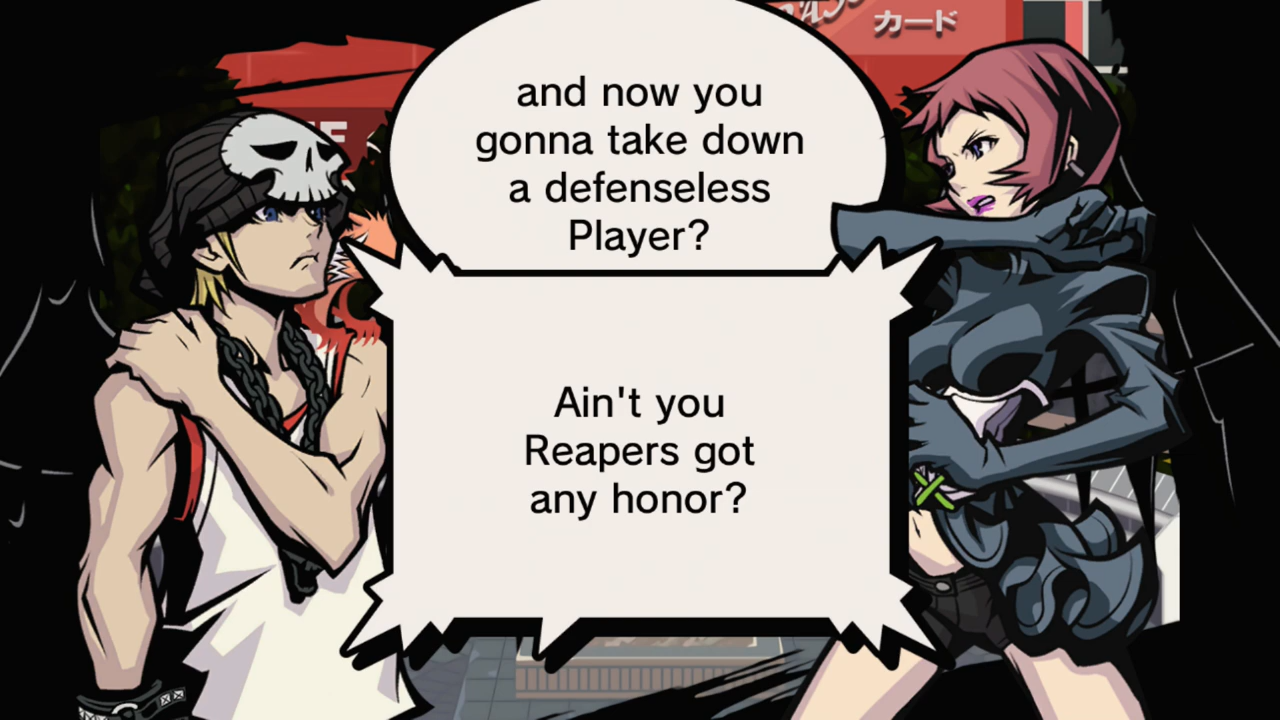 カード
and now you
gonna take down
a defenseless
Player?
Ain't you
Reapers got
any honor?